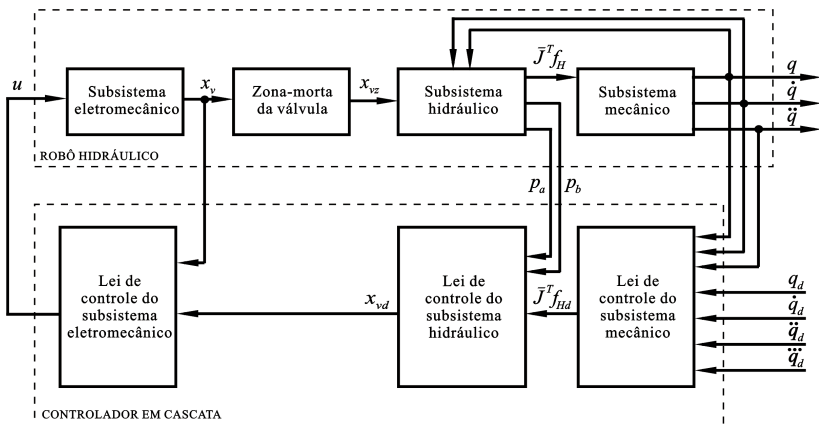 u
Subsistema
eletromecânico
x_v
Zona-morta
da válvula
x_vz
Subsistema
hidráulico
J̄^T f_H
Subsistema
mecânico
q
q̇
q̈
ROBÔ HIDRÁULICO
p_a
p_b
Lei de
controle do
subsistema
eletromecânico
x_vd
Lei de
controle do
subsistema
hidráulico
J̄^T f_Hd
Lei de
controle do
subsistema
mecânico
q_d
q̇_d
q̈_d
q⃛_d
CONTROLADOR EM CASCATA